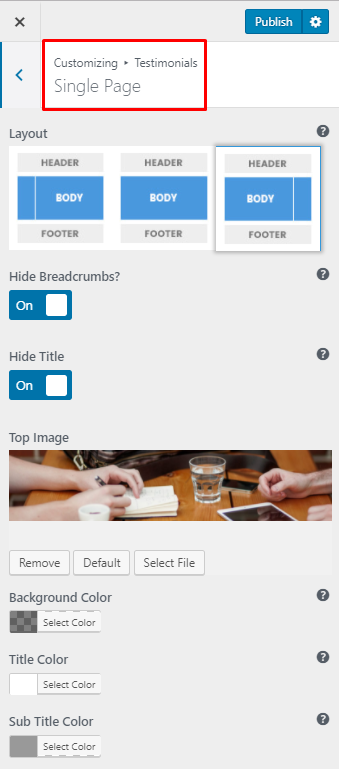 Publish
Customizing ▸ Testimonials
Single Page
Layout
HEADER HEADER HEADER
BODY BODY BODY
FOOTER FOOTER FOOTER
Hide Breadcrumbs?
On
Hide Title
On
Top Image
Remove Default Select File
Background Color
Select Color
Title Color
Select Color
Sub Title Color
Select Color